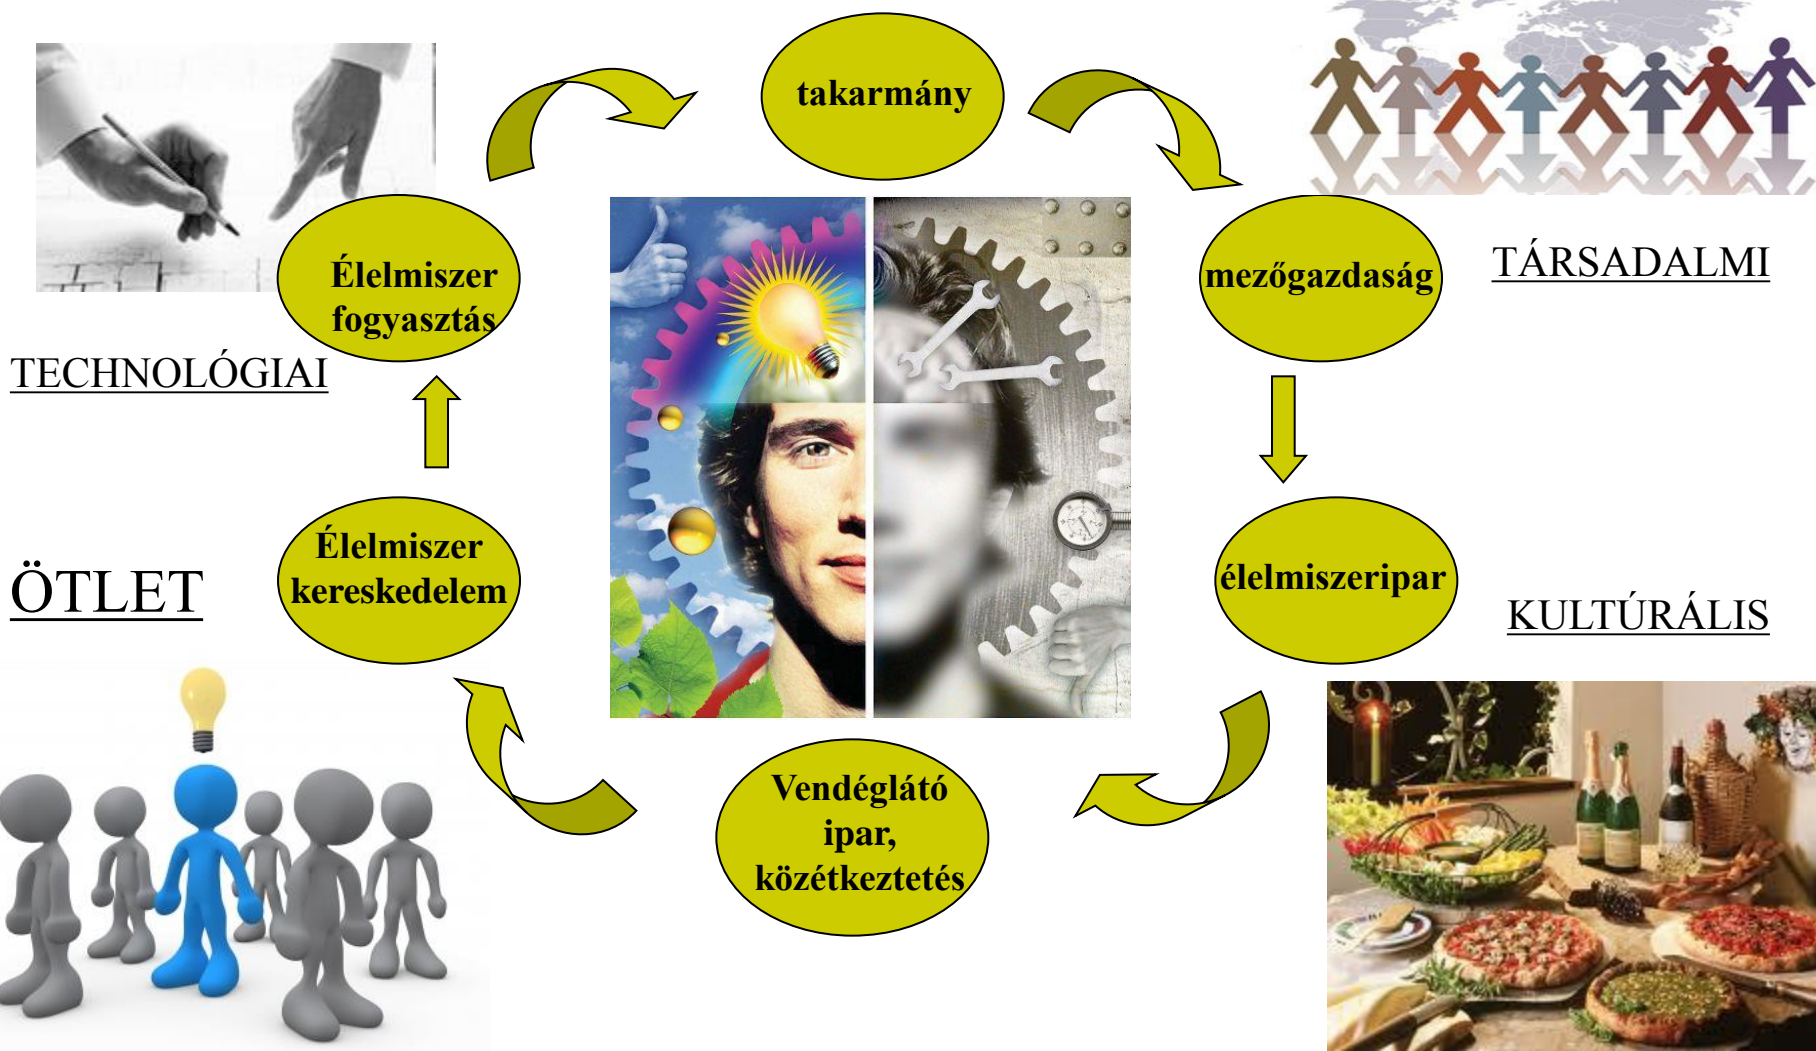 takarmány
mezőgazdaság
TÁRSADALMI
élelmiszeripar
KULTÚRÁLIS
Vendéglátó
ipar,
közétkeztetés
Élelmiszer
kereskedelem
ÖTLET
Élelmiszer
fogyasztás
TECHNOLÓGIAI